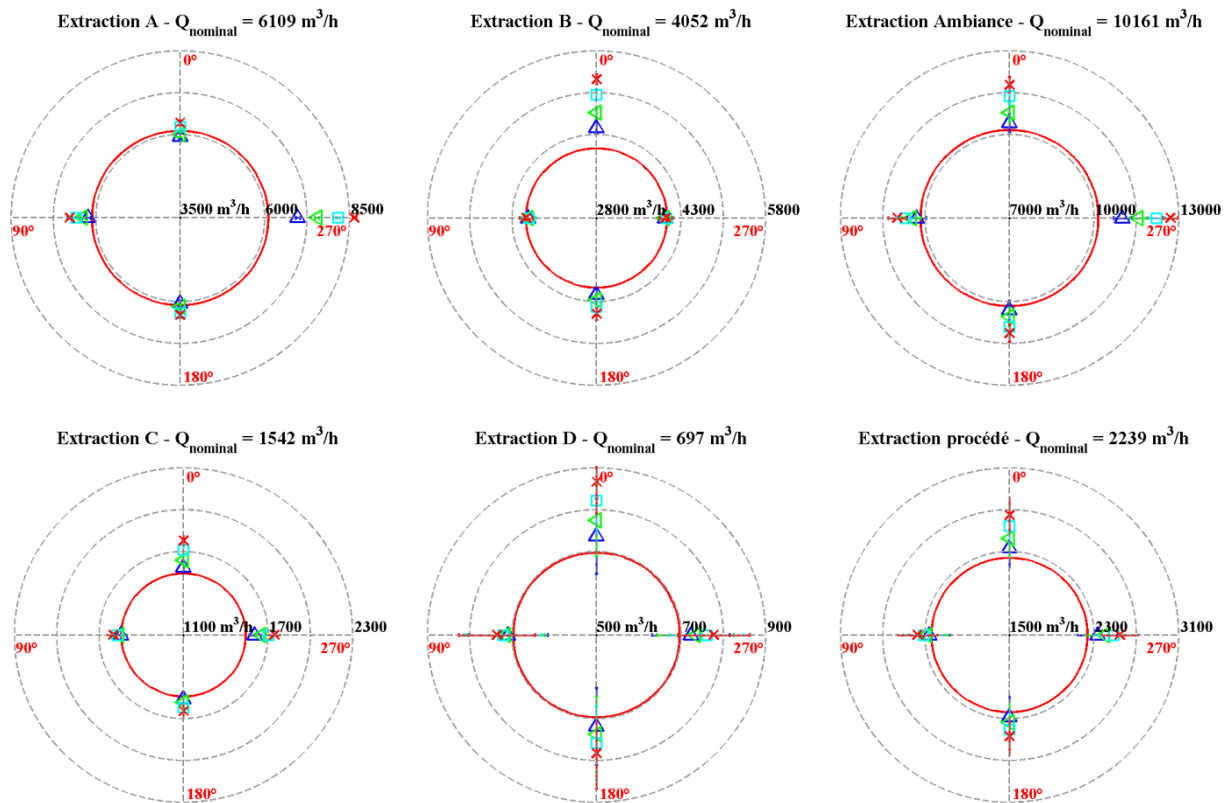 Extraction A - Qnominal = 6109 m³/h
Extraction B - Qnominal = 4052 m³/h
Extraction Ambiance - Qnominal = 10161 m³/h
0°
0°
0°
3500 m³/h 6000 8500
2800 m³/h 4300 5800
7000 m³/h 10000 13000
90° 270°
90° 270°
90° 270°
180°
180°
180°
Extraction C - Qnominal = 1542 m³/h
Extraction D - Qnominal = 697 m³/h
Extraction procédé - Qnominal = 2239 m³/h
0°
0°
0°
1100 m³/h 1700 2300
500 m³/h 700 900
1500 m³/h 2300 3100
90° 270°
90° 270°
90° 270°
180°
180°
180°